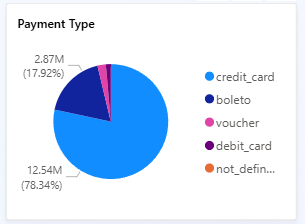 Payment Type
2.87M
(17.92%)
12.54M
(78.34%)
credit_card
boleto
voucher
debit_card
not_defin...